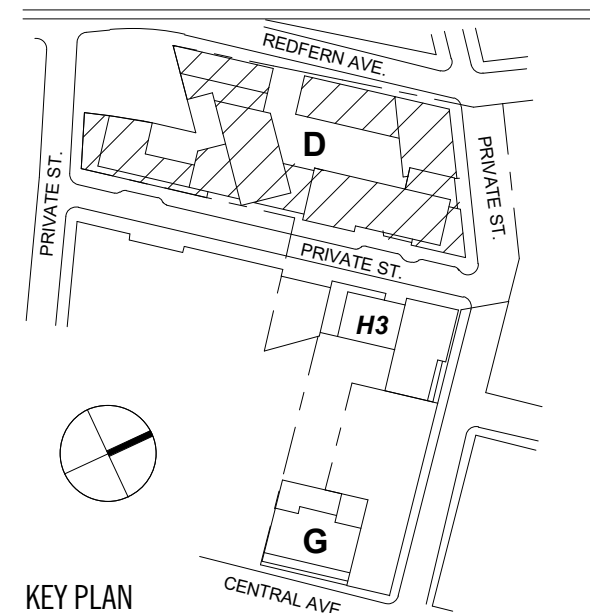 REDFERN AVE.
D
PRIVATE ST.
PRIVATE ST.
PRIVATE ST.
H3
G
KEY PLAN
CENTRAL AVE